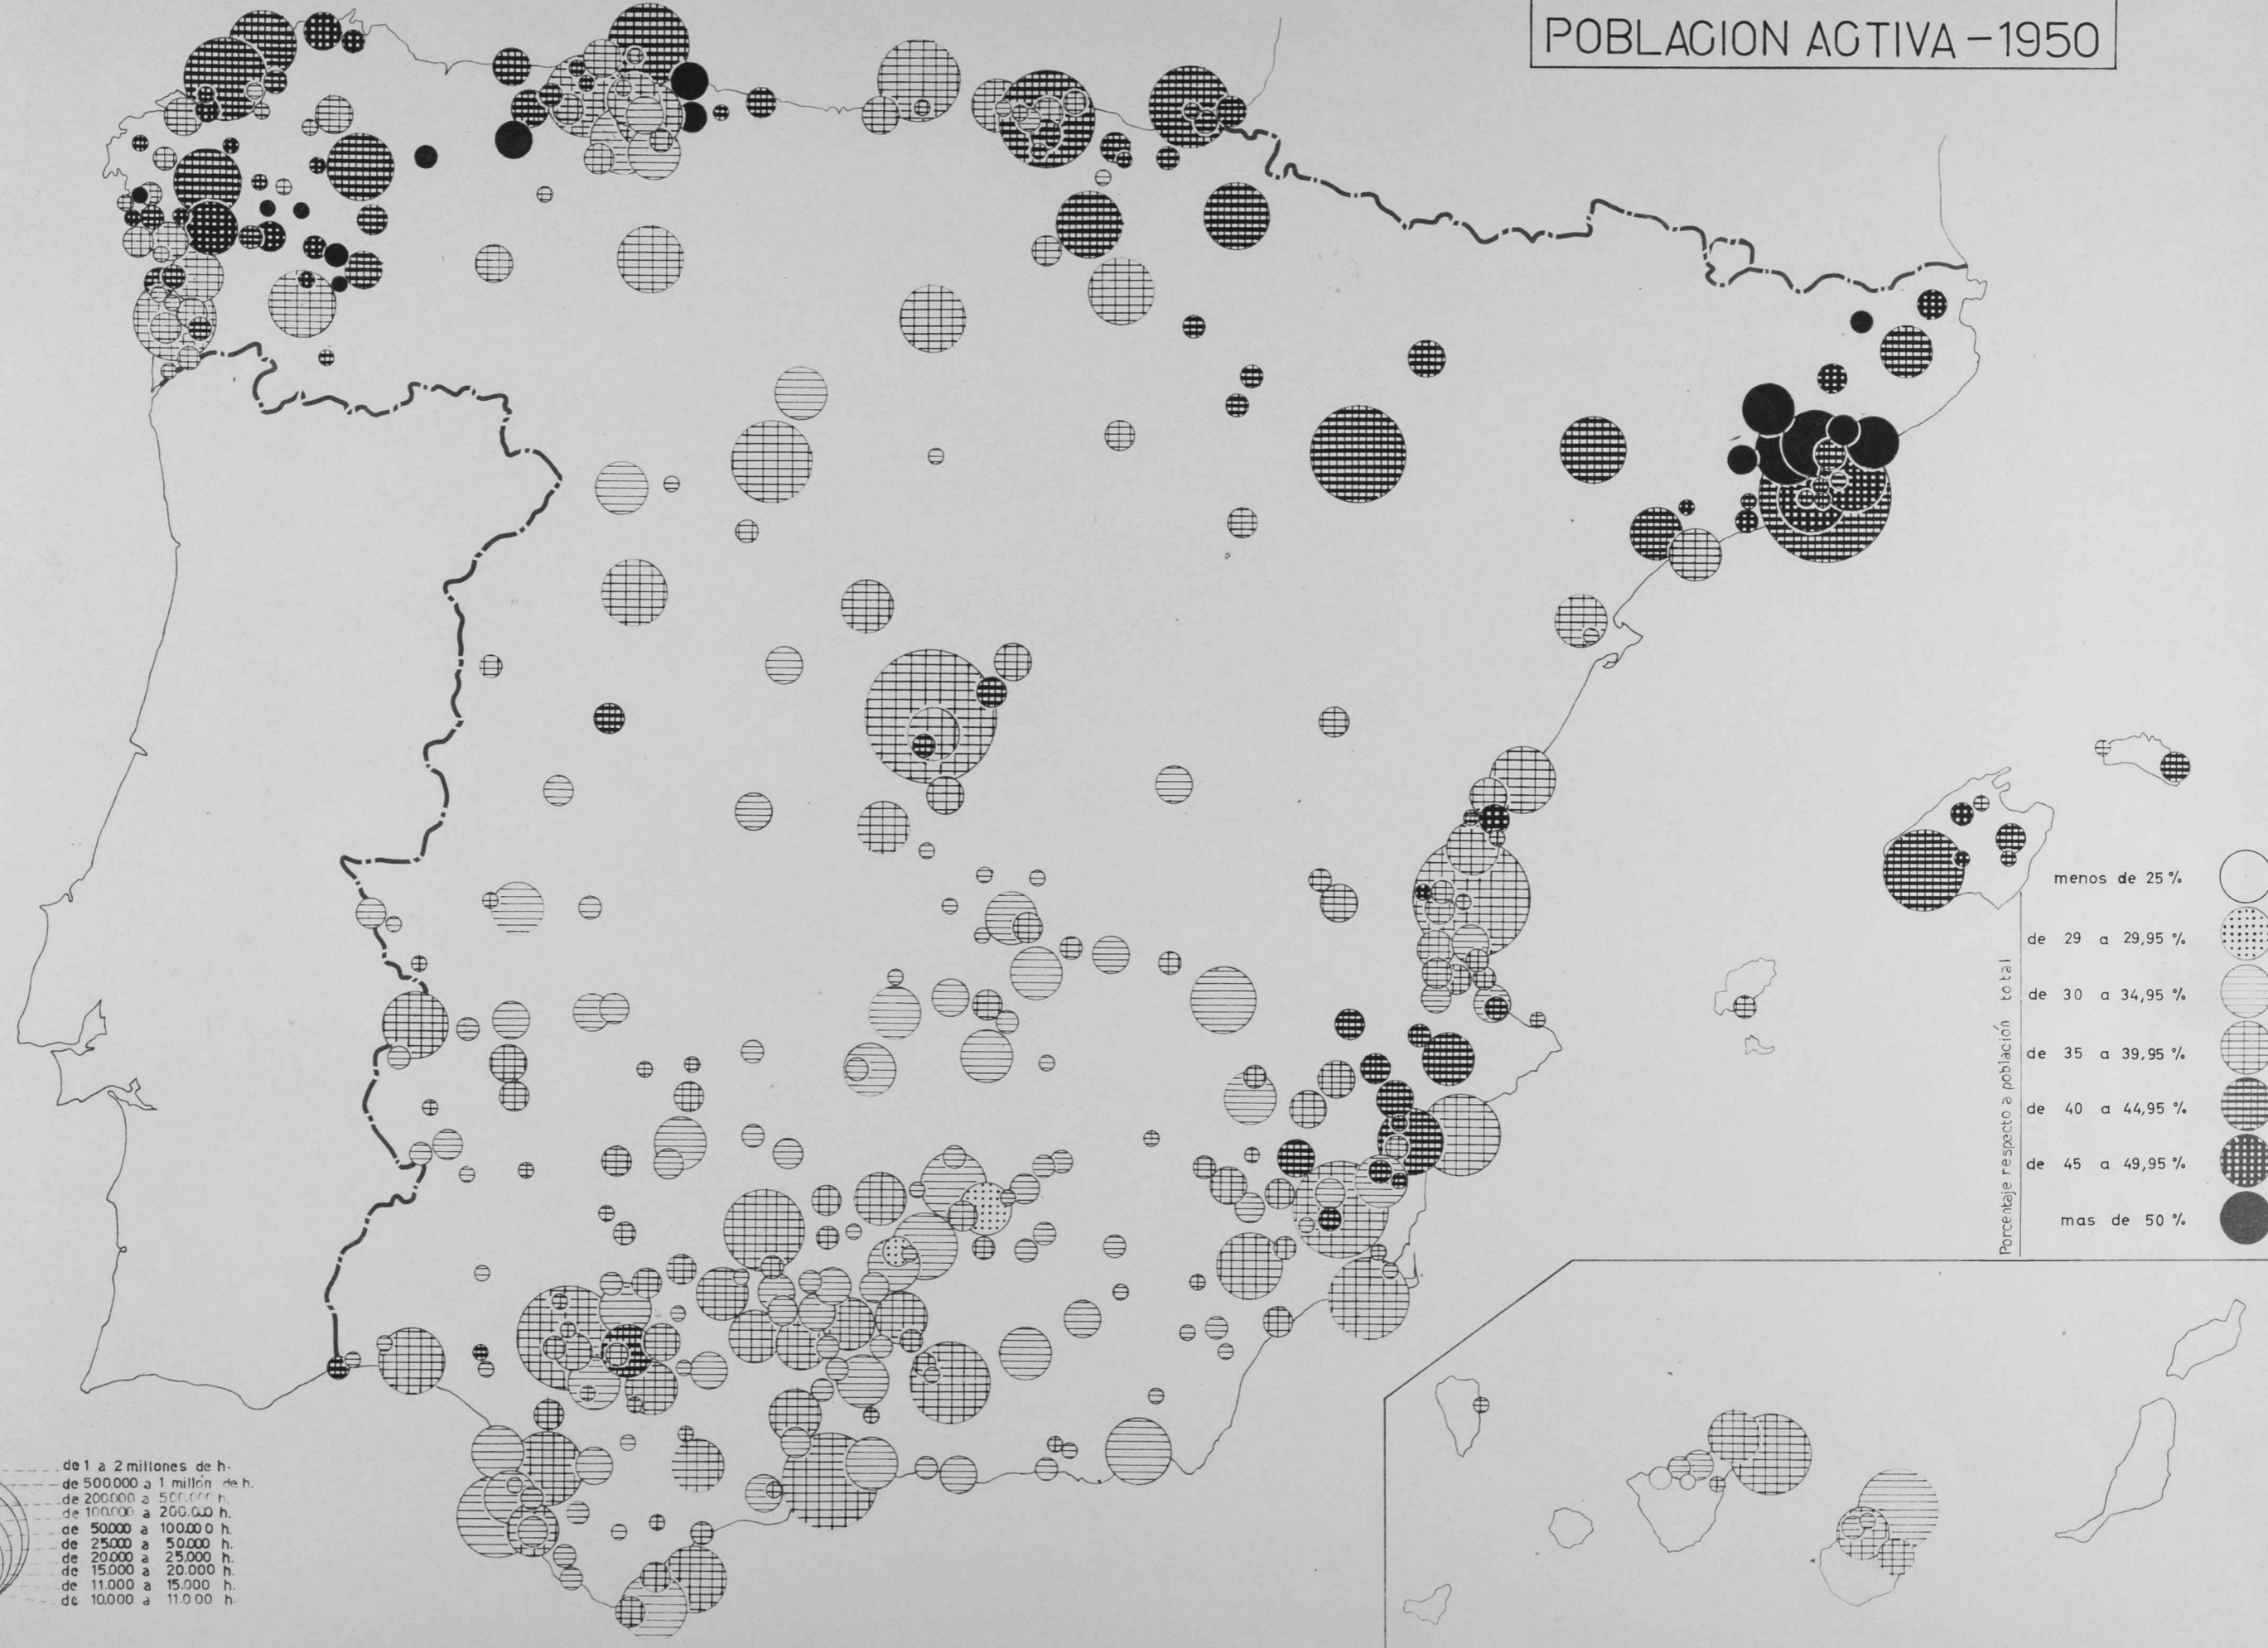 POBLACION ACTIVA - 1950
menos de 25 %
de 29 a 29,95 %
de 30 a 34,95 %
de 35 a 39,95 %
de 40 a 44,95 %
de 45 a 49,95 %
mas de 50 %
Porcentaje respecto a población total
de 1 a 2 millones de h.
de 500.000 a 1 millón de h.
de 200.000 a 500.000 h.
de 100.000 a 200.000 h.
de 50.000 a 100.000 h.
de 25.000 a 50.000 h.
de 20.000 a 25.000 h.
de 15.000 a 20.000 h.
de 11.000 a 15.000 h.
de 10.000 a 11.000 h.